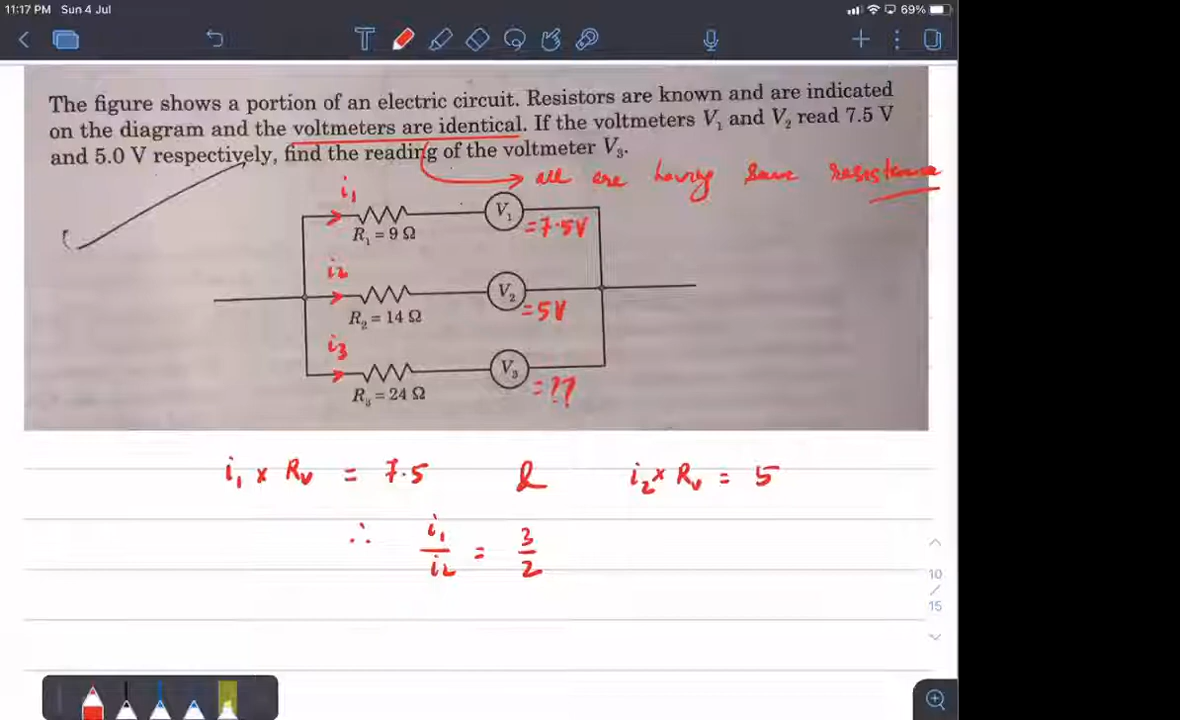 11:17 PM Sun 4 Jul
69%
T
The figure shows a portion of an electric circuit. Resistors are known and are indicated
on the diagram and the voltmeters are identical. If the voltmeters V₁ and V₂ read 7.5 V
and 5.0 V respectively, find the reading of the voltmeter V₃.
all are having same resistance
i₁
V₁
= 7.5V
R₁ = 9 Ω
i₂
V₂
= 5V
R₂ = 14 Ω
i₃
V₃
= ??
R₃ = 24 Ω
i₁ × Rᵥ = 7.5 & i₂ × Rᵥ = 5
∴ i₁/i₂ = 3/2
10
/
15